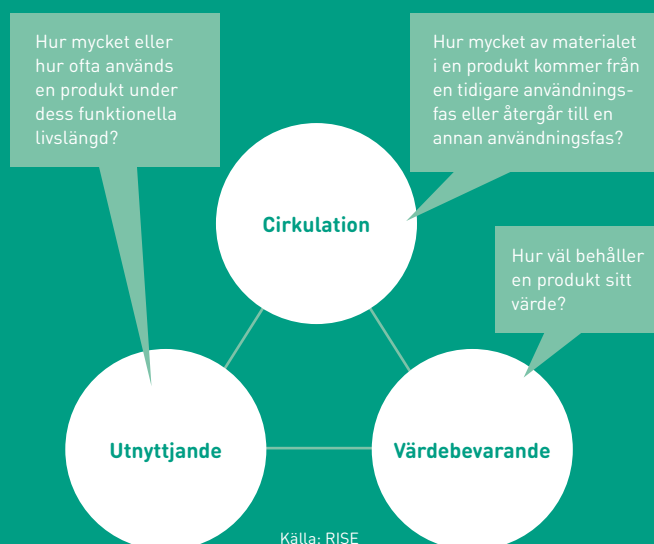 Hur mycket eller
hur ofta används
en produkt under
dess funktionella
livslängd?
Hur mycket av materialet
i en produkt kommer från
en tidigare användnings-
fas eller återgår till en
annan användningsfas?
Cirkulation
Hur väl behåller
en produkt sitt
värde?
Utnyttjande
Värdebevarande
Källa: RISE